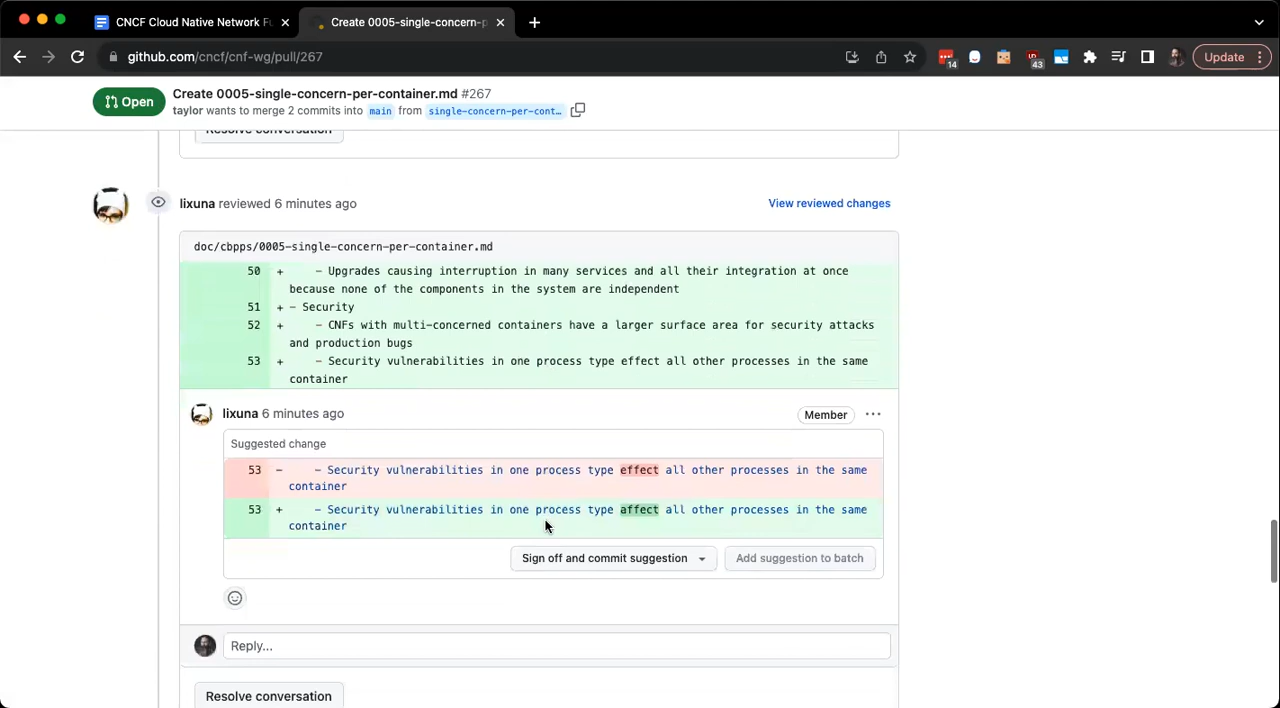 CNCF Cloud Native Network Fu
Create 0005-single-concern-p
github.com/cncf/cnf-wg/pull/267
14
43
Update
Open
Create 0005-single-concern-per-container.md #267
taylor wants to merge 2 commits into main from single-concern-per-cont…
Resolve conversation
lixuna reviewed 6 minutes ago
View reviewed changes
doc/cbpps/0005-single-concern-per-container.md
50 + - Upgrades causing interruption in many services and all their integration at once
because none of the components in the system are independent
51 + - Security
52 + - CNFs with multi-concerned containers have a larger surface area for security attacks
and production bugs
53 + - Security vulnerabilities in one process type effect all other processes in the same
container
lixuna 6 minutes ago
Member
Suggested change
53 - - Security vulnerabilities in one process type effect all other processes in the same
container
53 + - Security vulnerabilities in one process type affect all other processes in the same
container
Sign off and commit suggestion
Add suggestion to batch
Reply...
Resolve conversation